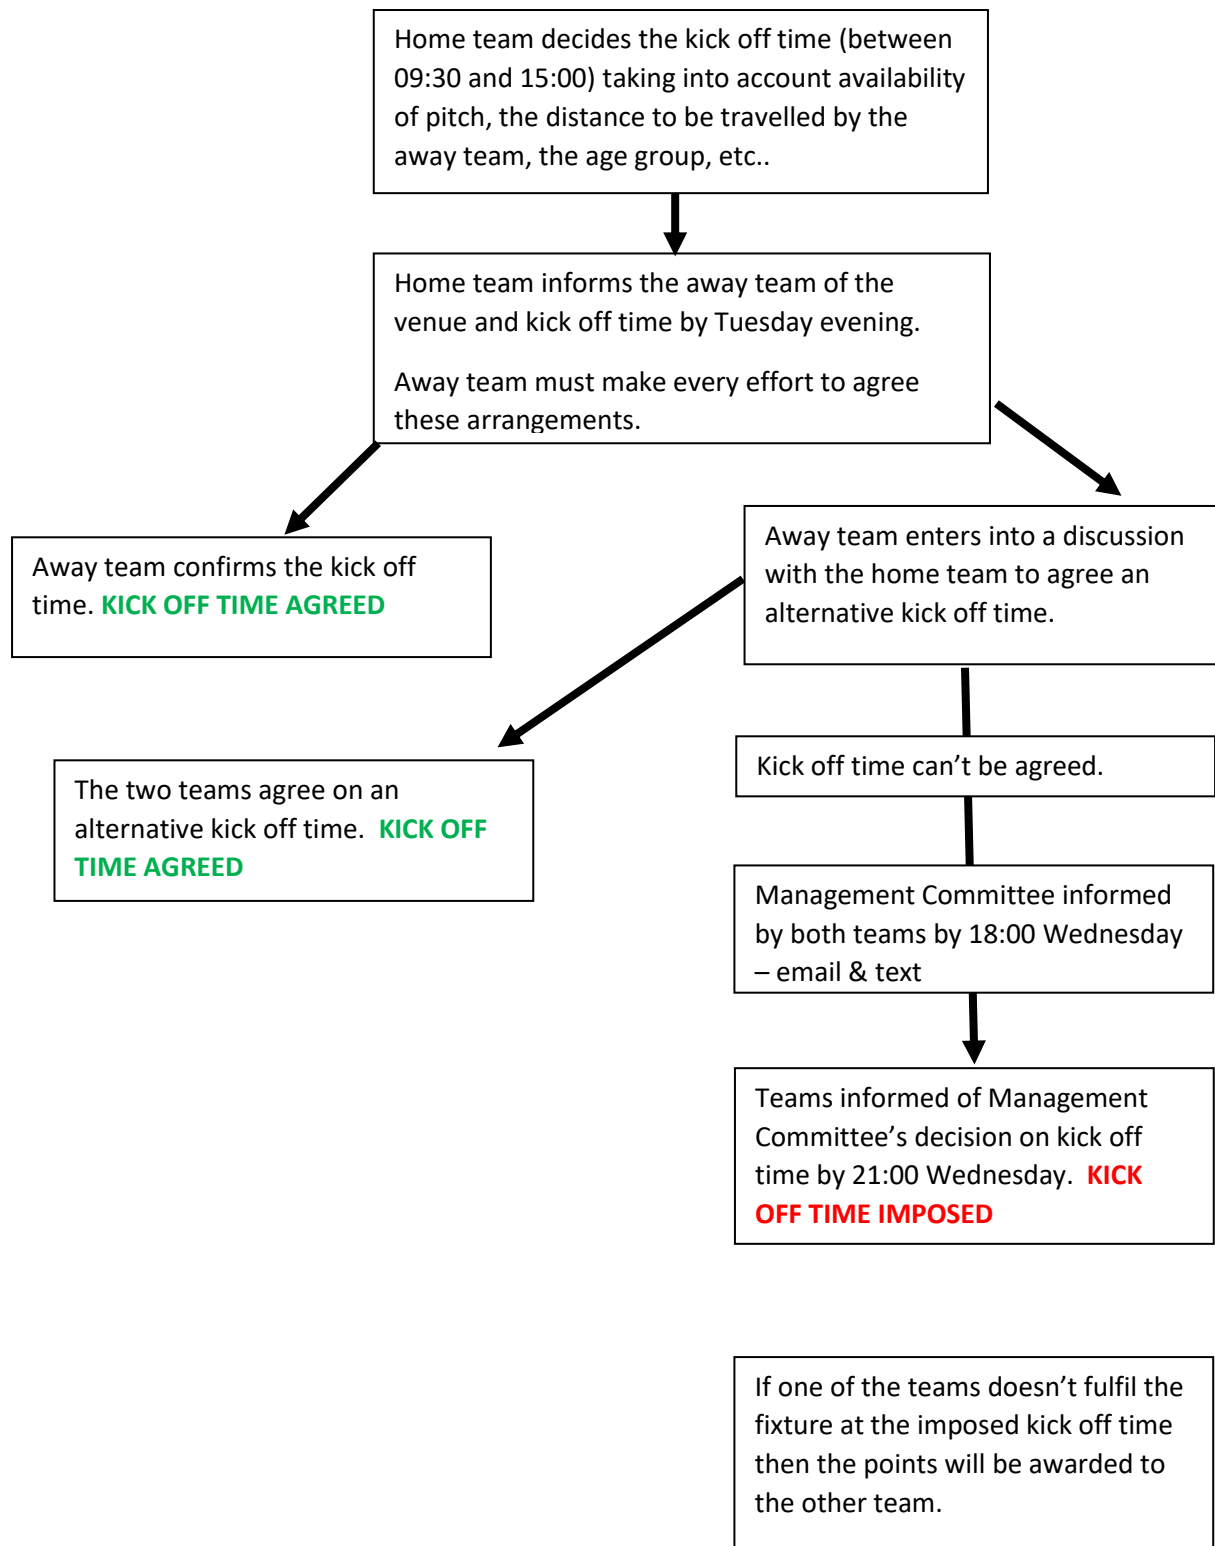 Home team decides the kick off time (between
09:30 and 15:00) taking into account availability
of pitch, the distance to be travelled by the
away team, the age group, etc..
Home team informs the away team of the
venue and kick off time by Tuesday evening.
Away team must make every effort to agree
these arrangements.
Away team confirms the kick off
time. KICK OFF TIME AGREED
Away team enters into a discussion
with the home team to agree an
alternative kick off time.
The two teams agree on an
alternative kick off time.  KICK OFF
TIME AGREED
Kick off time can’t be agreed.
Management Committee informed
by both teams by 18:00 Wednesday
– email & text
Teams informed of Management
Committee’s decision on kick off
time by 21:00 Wednesday.  KICK
OFF TIME IMPOSED
If one of the teams doesn’t fulfil the
fixture at the imposed kick off time
then the points will be awarded to
the other team.